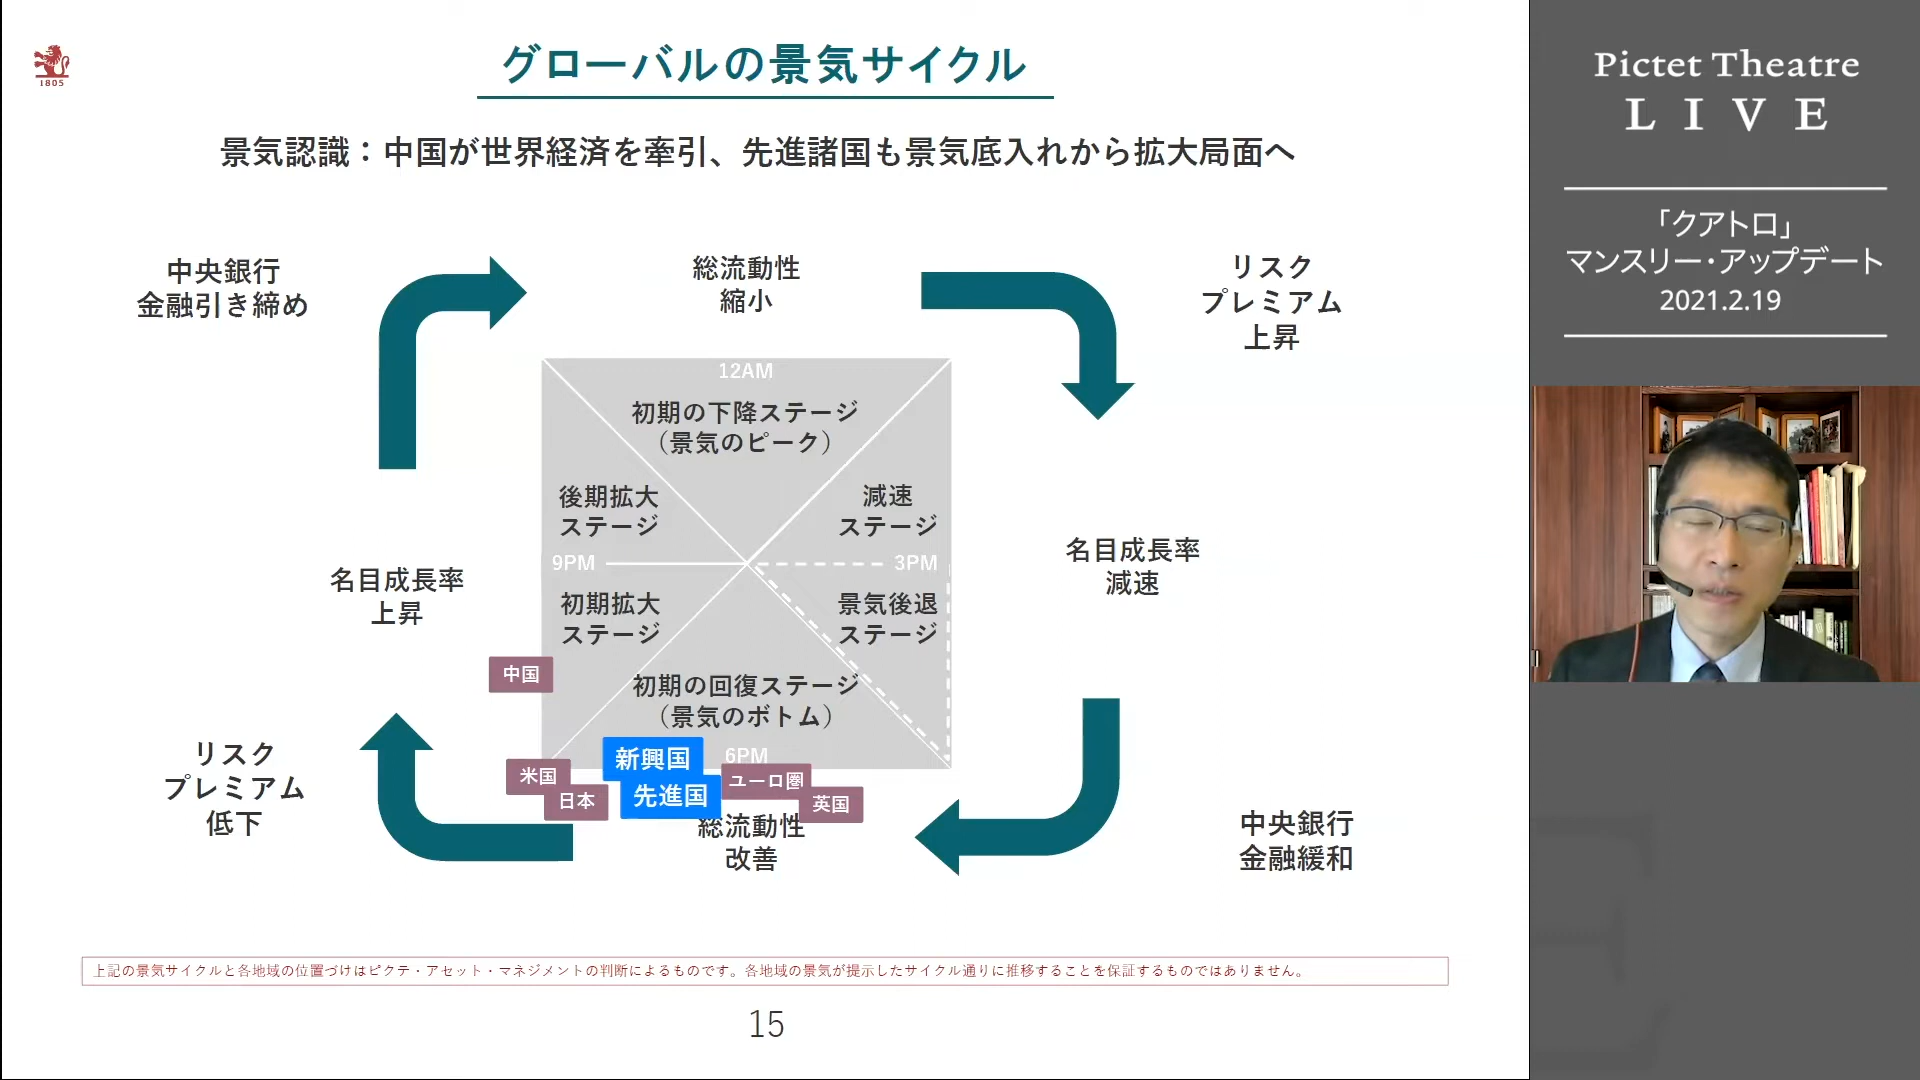 1805
グローバルの景気サイクル
景気認識：中国が世界経済を牽引、先進諸国も景気底入れから拡大局面へ
中央銀行
金融引き締め
総流動性
縮小
リスク
プレミアム
上昇
12AM
初期の下降ステージ
（景気のピーク）
後期拡大
ステージ
減速
ステージ
9PM
3PM
名目成長率
上昇
名目成長率
減速
初期拡大
ステージ
景気後退
ステージ
中国
初期の回復ステージ
（景気のボトム）
6PM
新興国
米国
日本
先進国
ユーロ圏
英国
リスク
プレミアム
低下
総流動性
改善
中央銀行
金融緩和
上記の景気サイクルと各地域の位置づけはピクテ・アセット・マネジメントの判断によるものです。各地域の景気が提示したサイクル通りに推移することを保証するものではありません。
15
Pictet Theatre
LIVE
「クアトロ」
マンスリー・アップデート
2021.2.19